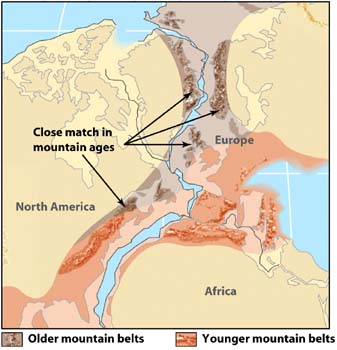 Close match in
mountain ages
Europe
North America
Africa
Older mountain belts
Younger mountain belts